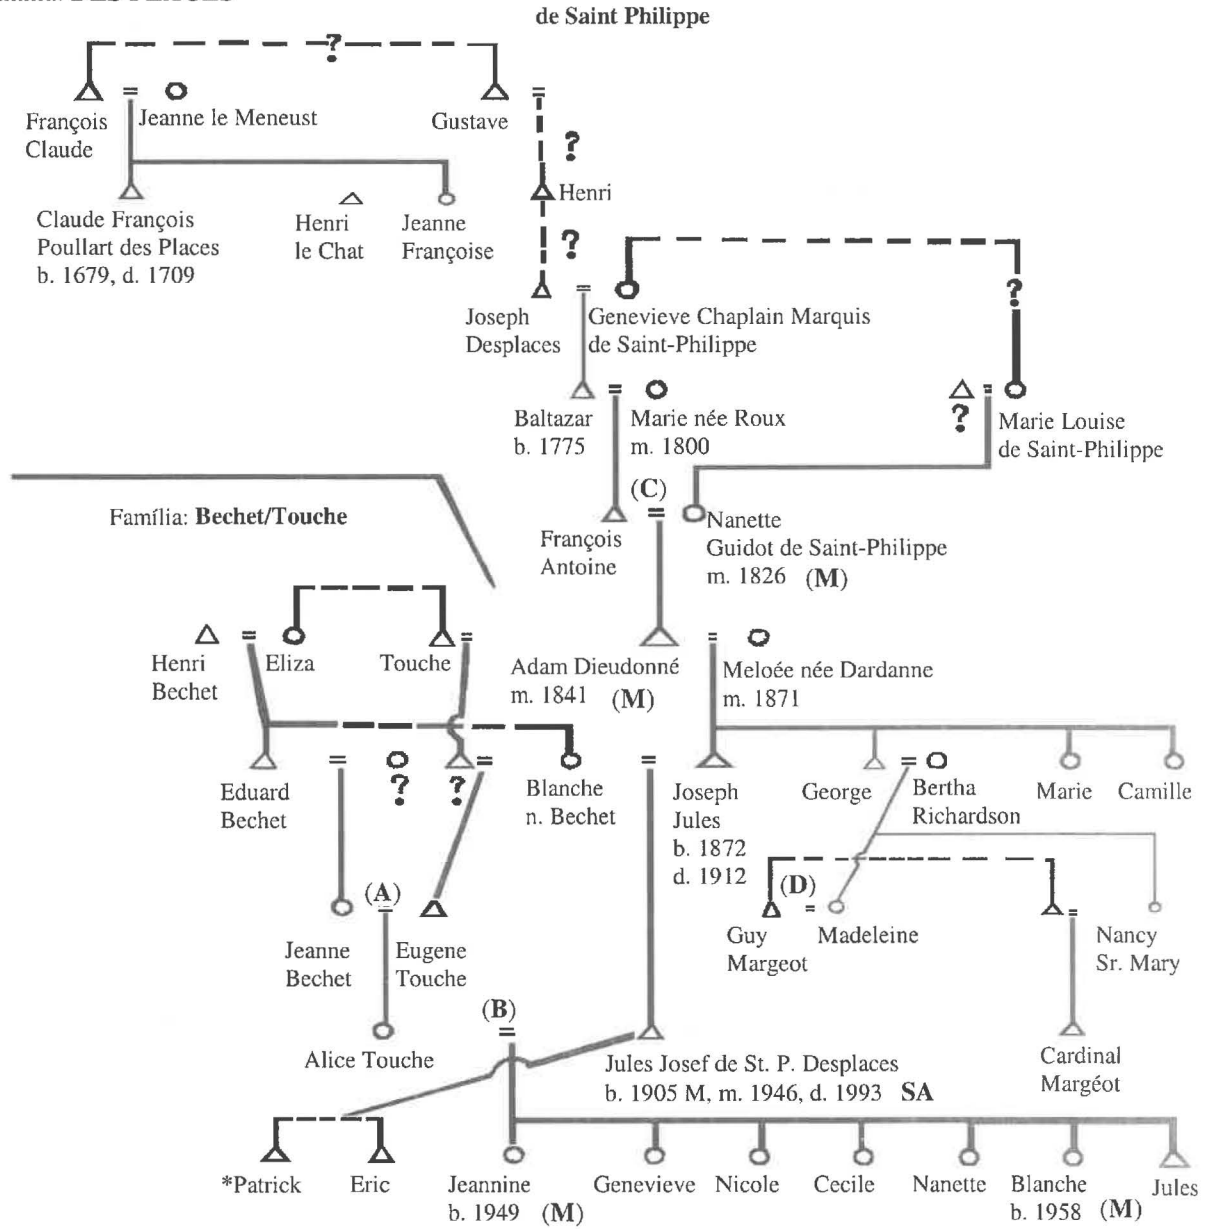 de Saint Philippe
?
François
Claude
=
Jeanne le Meneust
Gustave
=
?
Henri
Claude François
Poullart des Places
b. 1679, d. 1709
Henri
le Chat
Jeanne
Françoise
?
?
Joseph
Desplaces
=
Genevieve Chaplain Marquis
de Saint-Philippe
Baltazar
b. 1775
=
Marie née Roux
m. 1800
?
=
Marie Louise
de Saint-Philippe
Família: Bechet/Touche
François
Antoine
(C)
=
Nanette
Guidot de Saint-Philippe
m. 1826 (M)
Henri
Bechet
=
Eliza
Touche
=
Adam Dieudonné
m. 1841 (M)
=
Meloée née Dardanne
m. 1871
Eduard
Bechet
=
?
?
=
Blanche
n. Bechet
=
Joseph
Jules
b. 1872
d. 1912
George
=
Bertha
Richardson
Marie
Camille
Jeanne
Bechet
(A)
=
Eugene
Touche
(D)
Guy
Margeot
=
Madeleine
=
Nancy
Sr. Mary
Alice Touche
(B)
=
Jules Josef de St. P. Desplaces
b. 1905 M, m. 1946, d. 1993 SA
Cardinal
Margéot
*Patrick
Eric
Jeannine
b. 1949 (M)
Genevieve
Nicole
Cecile
Nanette
Blanche
b. 1958 (M)
Jules